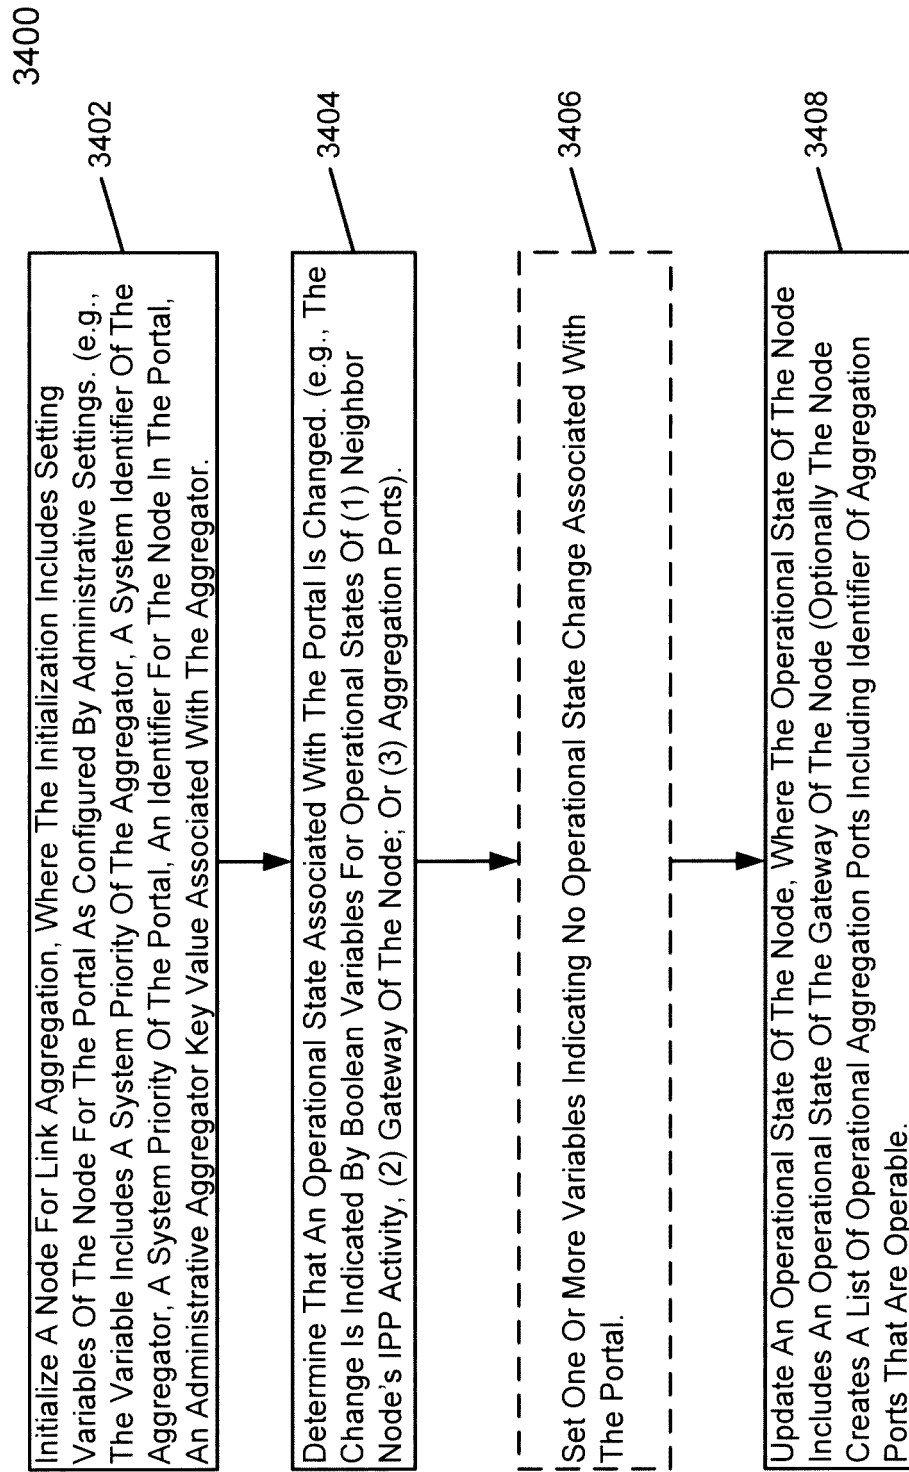 3400
Initialize A Node For Link Aggregation, Where The Initialization Includes Setting
Variables Of The Node For The Portal As Configured By Administrative Settings. (e.g.,
The Variable Includes A System Priority Of The Aggregator, A System Identifier Of The
Aggregator, A System Priority Of The Portal, An Identifier For The Node In The Portal,
An Administrative Aggregator Key Value Associated With The Aggregator.
3402
Determine That An Operational State Associated With The Portal Is Changed. (e.g., The
Change Is Indicated By Boolean Variables For Operational States Of (1) Neighbor
Node's IPP Activity, (2) Gateway Of The Node; Or (3) Aggregation Ports).
3404
Set One Or More Variables Indicating No Operational State Change Associated With
The Portal.
3406
Update An Operational State Of The Node, Where The Operational State Of The Node
Includes An Operational State Of The Gateway Of The Node (Optionally The Node
Creates A List Of Operational Aggregation Ports Including Identifier Of Aggregation
Ports That Are Operable.
3408